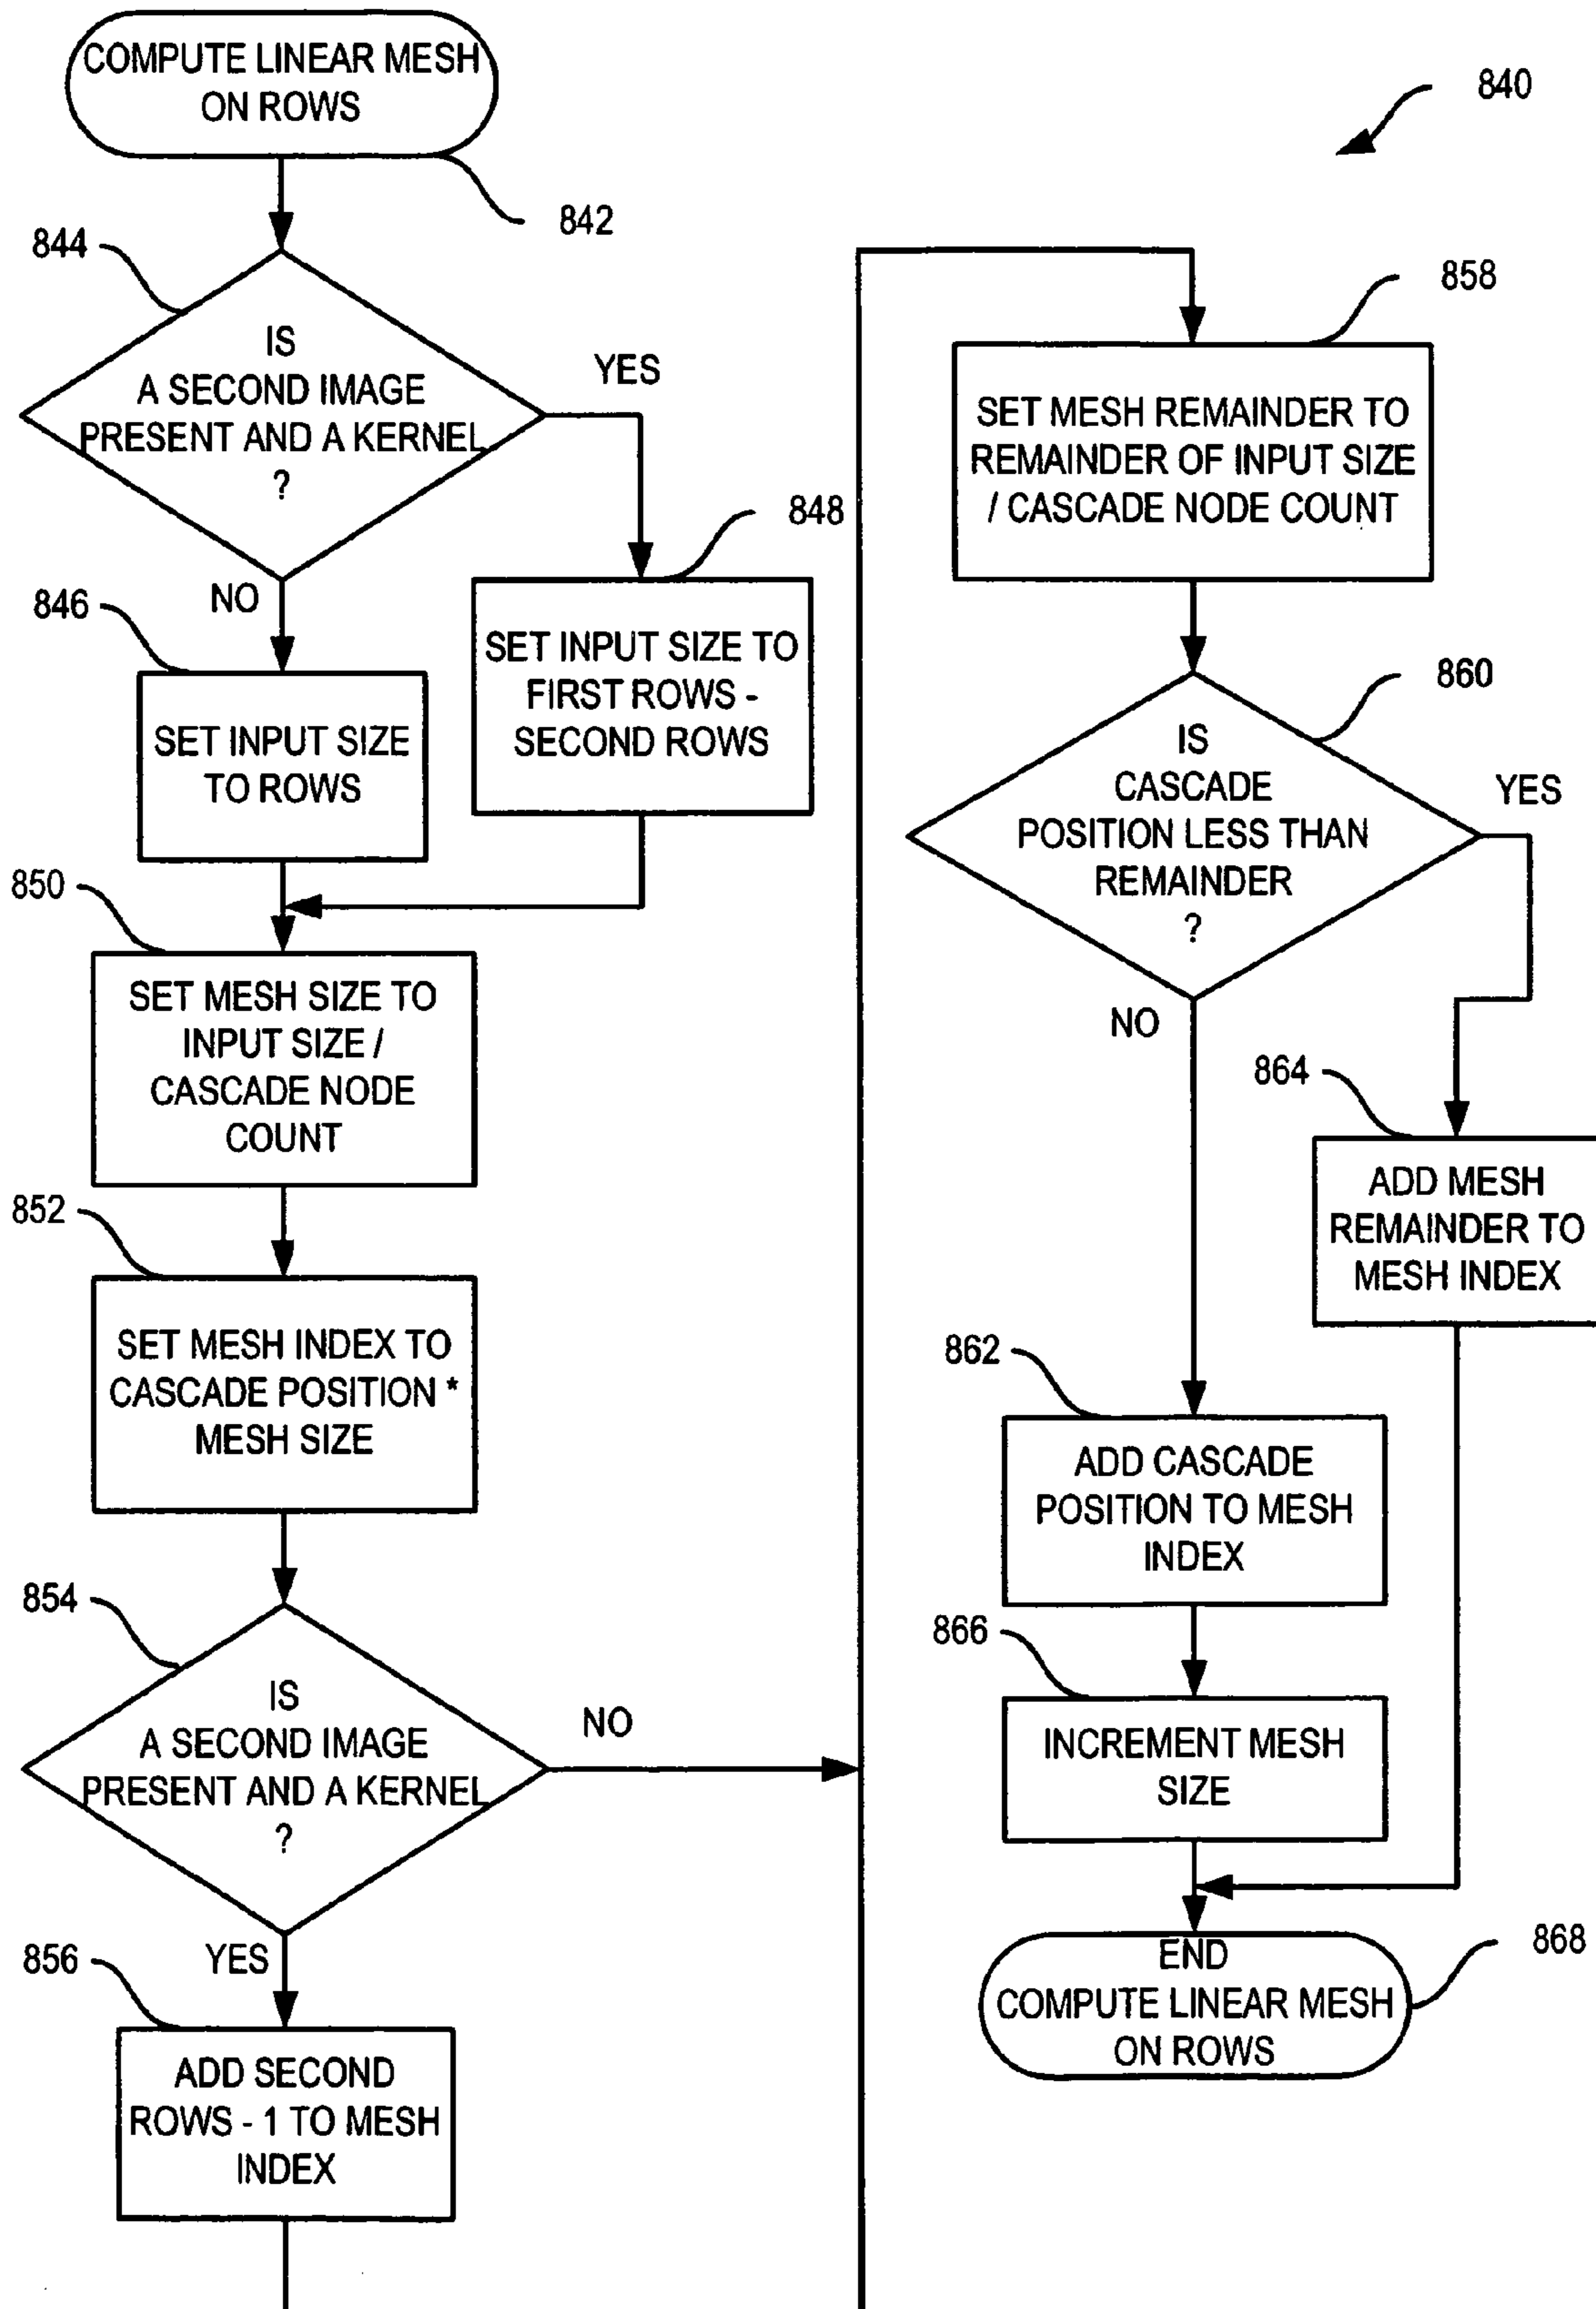 COMPUTE LINEAR MESH
ON ROWS
842
844
IS
A SECOND IMAGE
PRESENT AND A KERNEL
?
YES
NO
846
SET INPUT SIZE
TO ROWS
848
SET INPUT SIZE TO
FIRST ROWS -
SECOND ROWS
850
SET MESH SIZE TO
INPUT SIZE /
CASCADE NODE
COUNT
852
SET MESH INDEX TO
CASCADE POSITION *
MESH SIZE
854
IS
A SECOND IMAGE
PRESENT AND A KERNEL
?
NO
YES
856
ADD SECOND
ROWS - 1 TO MESH
INDEX
840
858
SET MESH REMAINDER TO
REMAINDER OF INPUT SIZE
/ CASCADE NODE COUNT
860
IS
CASCADE
POSITION LESS THAN
REMAINDER
?
YES
NO
864
ADD MESH
REMAINDER TO
MESH INDEX
862
ADD CASCADE
POSITION TO MESH
INDEX
866
INCREMENT MESH
SIZE
868
END
COMPUTE LINEAR MESH
ON ROWS